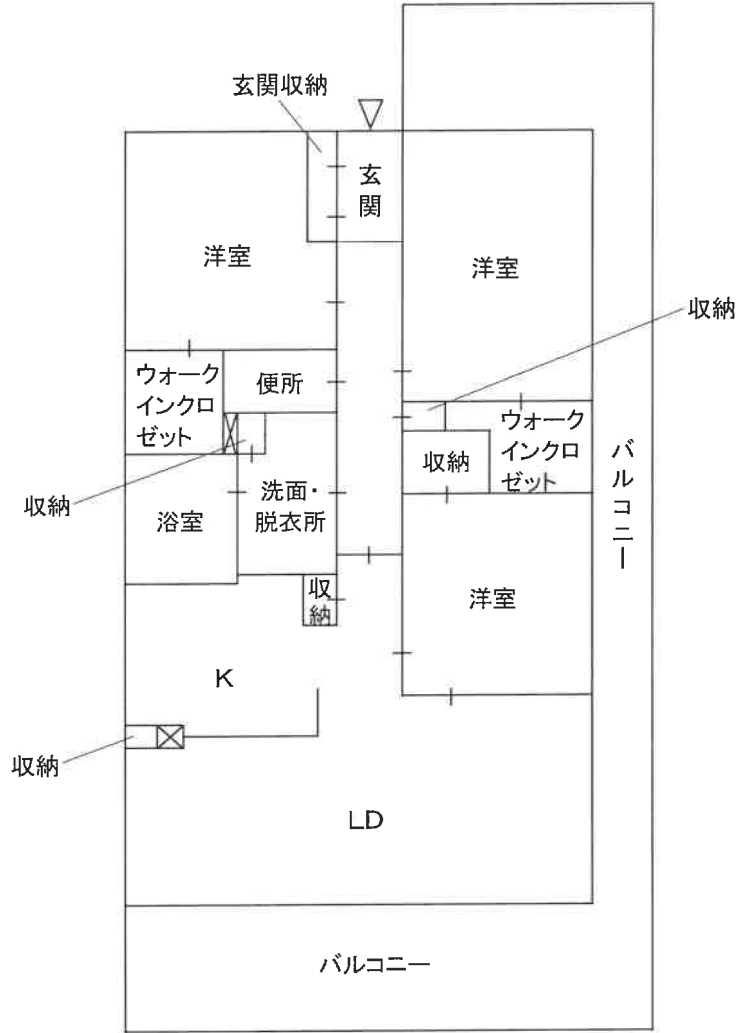 玄関収納
玄
関
洋室
洋室
収納
ウォーク
インクロ
ゼット
便所
ウォーク
インクロ
ゼット
収納
バルコニー
収納
浴室
洗面・
脱衣所
収
納
洋室
K
収納
LD
バルコニー